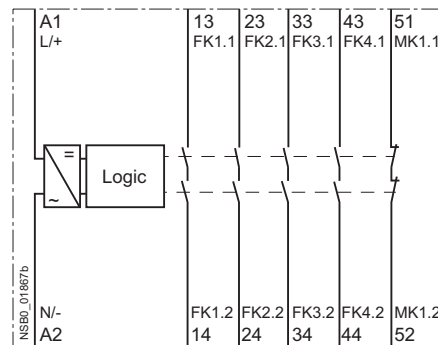 A1 13 23 33 43 51
L/+ FK1.1 FK2.1 FK3.1 FK4.1 MK1.1
=
Logic
~
NSB0_01867b
N/- FK1.2 FK2.2 FK3.2 FK4.2 MK1.2
A2 14 24 34 44 52